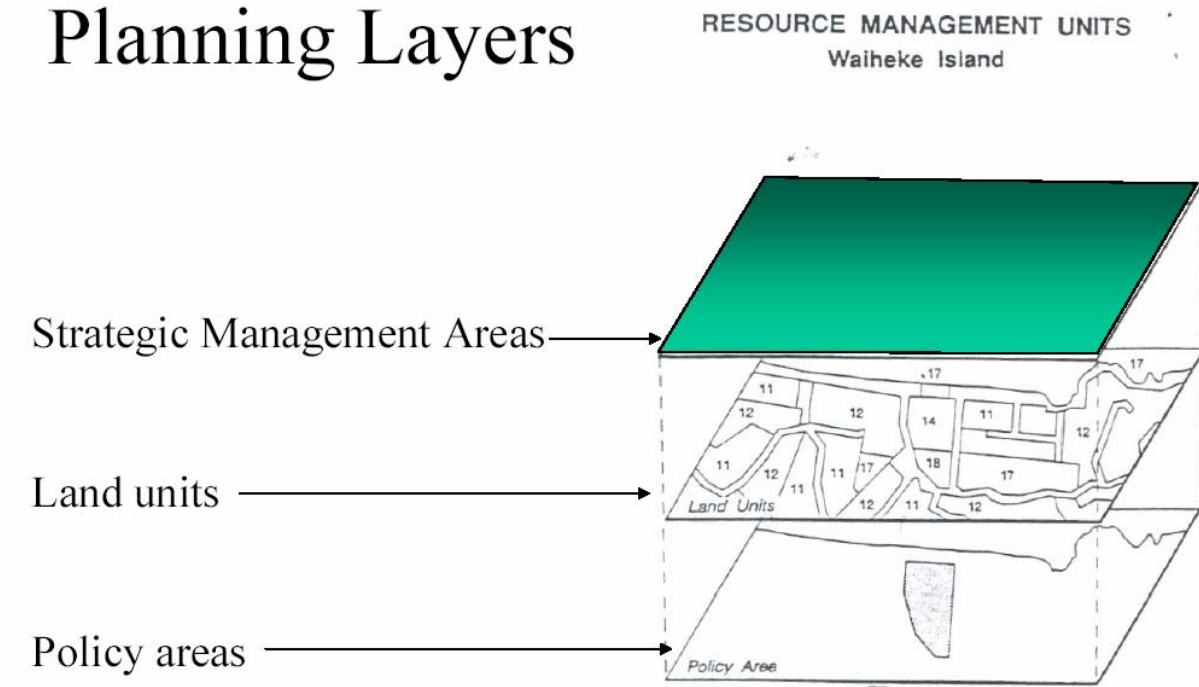 Planning Layers
RESOURCE MANAGEMENT UNITS
Waiheke Island
Strategic Management Areas
17
17
11
12
12
14
11
12
11
12
11
11
17
18
17
12
11
12
Land Units
Land units
Policy areas
Policy Area